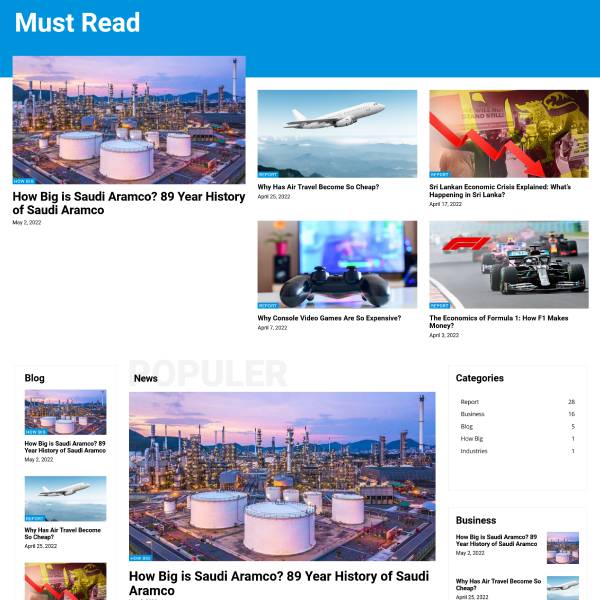 Must Read
HOW BIG
How Big is Saudi Aramco? 89 Year History
of Saudi Aramco
May 2, 2022
REPORT
Why Has Air Travel Become So Cheap?
April 25, 2022
STAND STILL!
REPORT
Sri Lankan Economic Crisis Explained: What's
Happening in Sri Lanka?
April 17, 2022
REPORT
Why Console Video Games Are So Expensive?
April 7, 2022
F1
REPORT
The Economics of Formula 1: How F1 Makes
Money?
April 3, 2022
Blog
HOW BIG
How Big is Saudi Aramco? 89
Year History of Saudi Aramco
May 2, 2022
REPORT
Why Has Air Travel Become
So Cheap?
April 25, 2022
POPULER
News
HOW BIG
How Big is Saudi Aramco? 89 Year History of Saudi
Aramco
Categories
Report 28
Business 16
Blog 5
How Big 1
Industries 1
Business
How Big is Saudi Aramco? 89
Year History of Saudi Aramco
May 2, 2022
Why Has Air Travel Become So
Cheap?
April 25, 2022